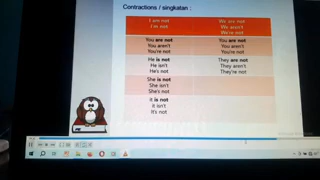 Contractions / singkatan :
I am not
I'm not
We are not
We aren't
We're not
You are not
You aren't
You're not
You are not
You aren't
You're not
He is not
He isn't
He's not
They are not
They aren't
They're not
She is not
She isn't
She's not
it is not
it isn't
it's not